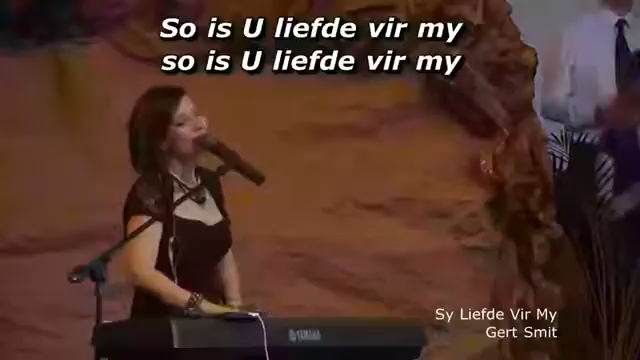 So is U liefde vir my
so is U liefde vir my
YAMAHA
Sy Liefde Vir My
Gert Smit